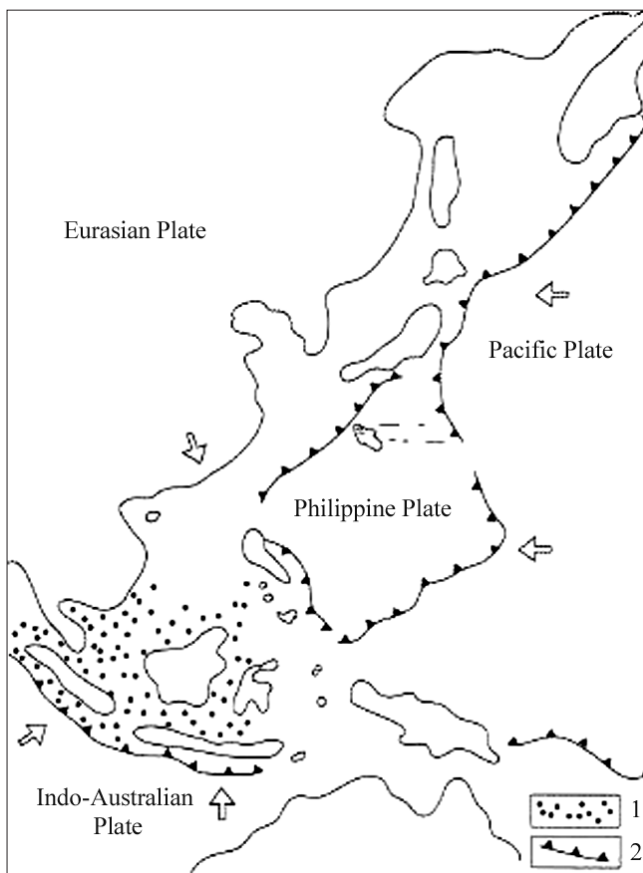 Eurasian Plate
Pacific Plate
Philippine Plate
Indo-Australian
Plate
1
2